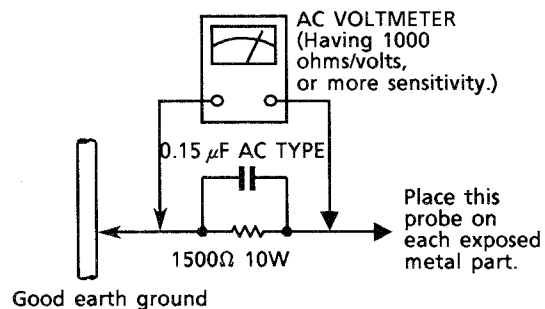 AC VOLTMETER
(Having 1000
ohms/volts,
or more sensitivity.)
0.15 µF AC TYPE
1500Ω 10W
Place this
probe on
each exposed
metal part.
Good earth ground